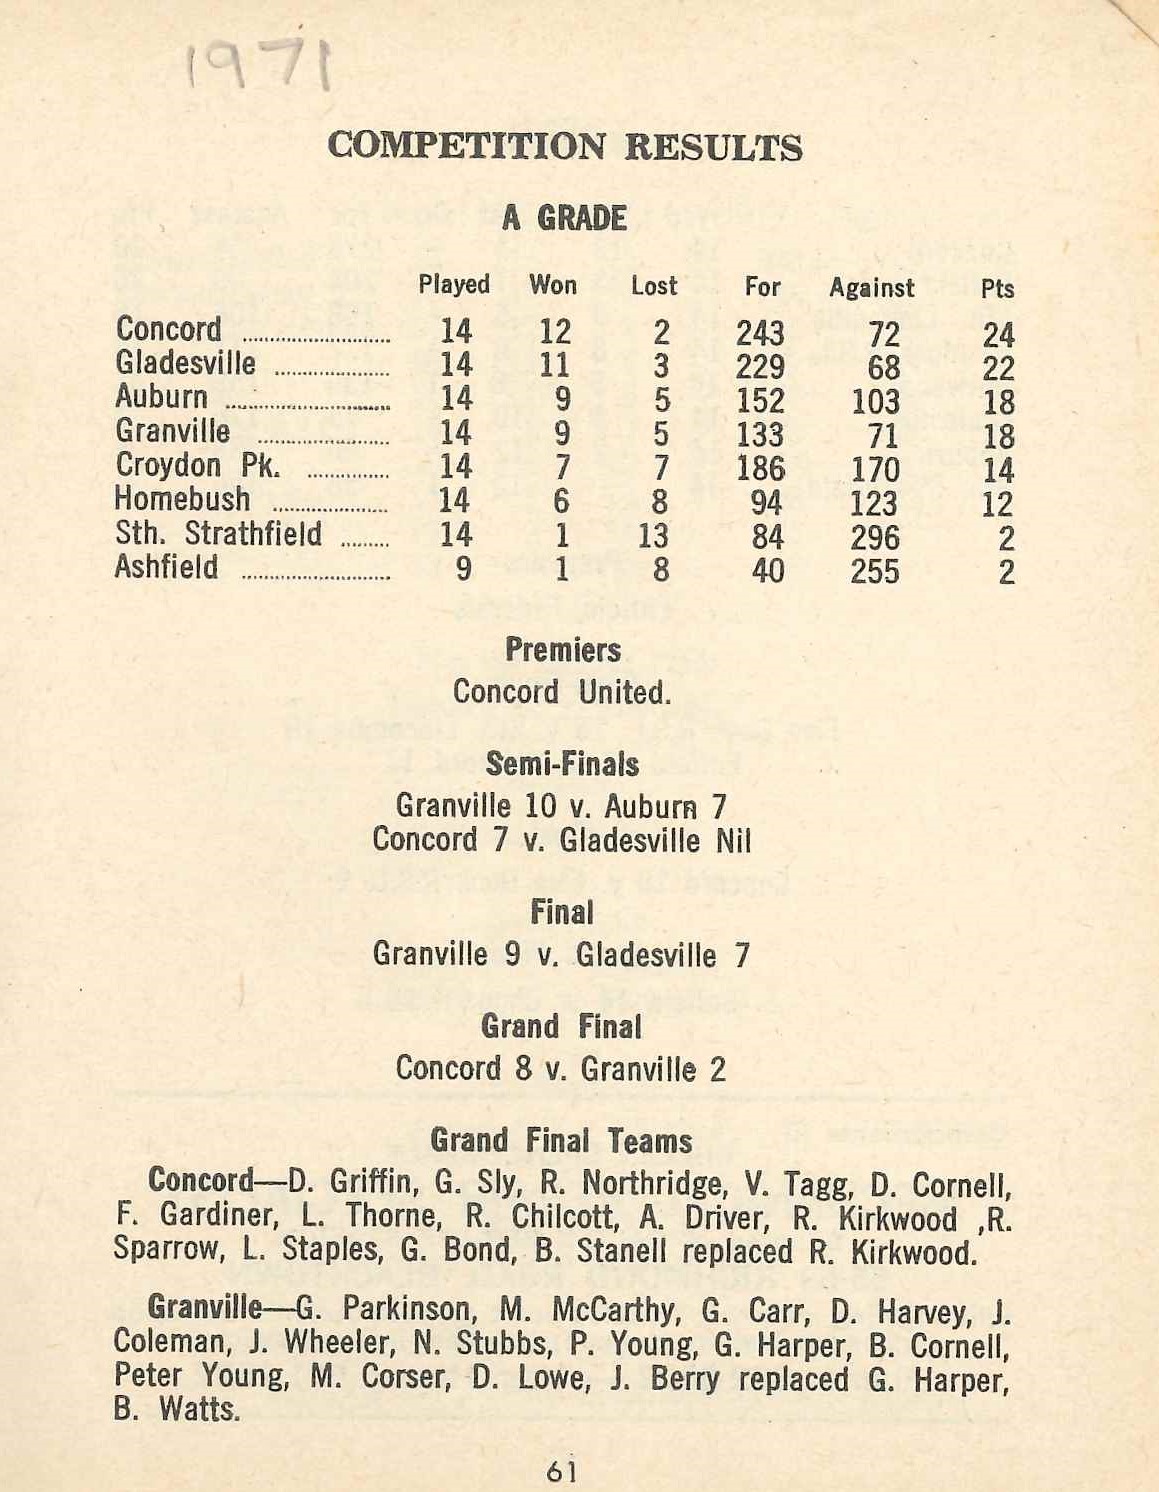 1971
COMPETITION RESULTS
A GRADE
Played Won Lost For Against Pts
Concord ........................ 14 12 2 243 72 24
Gladesville ................... 14 11 3 229 68 22
Auburn ........................... 14 9 5 152 103 18
Granville ...................... 14 9 5 133 71 18
Croydon Pk. .............. 14 7 7 186 170 14
Homebush ................... 14 6 8 94 123 12
Sth. Strathfield ........ 14 1 13 84 296 2
Ashfield ......................... 9 1 8 40 255 2
Premiers
Concord United.
Semi-Finals
Granville 10 v. Auburn 7
Concord 7 v. Gladesville Nil
Final
Granville 9 v. Gladesville 7
Grand Final
Concord 8 v. Granville 2
Grand Final Teams
Concord—D. Griffin, G. Sly, R. Northridge, V. Tagg, D. Cornell,
F. Gardiner, L. Thorne, R. Chilcott, A. Driver, R. Kirkwood ,R.
Sparrow, L. Staples, G. Bond, B. Stanell replaced R. Kirkwood.
Granville—G. Parkinson, M. McCarthy, G. Carr, D. Harvey, J.
Coleman, J. Wheeler, N. Stubbs, P. Young, G. Harper, B. Cornell,
Peter Young, M. Corser, D. Lowe, J. Berry replaced G. Harper,
B. Watts.
61